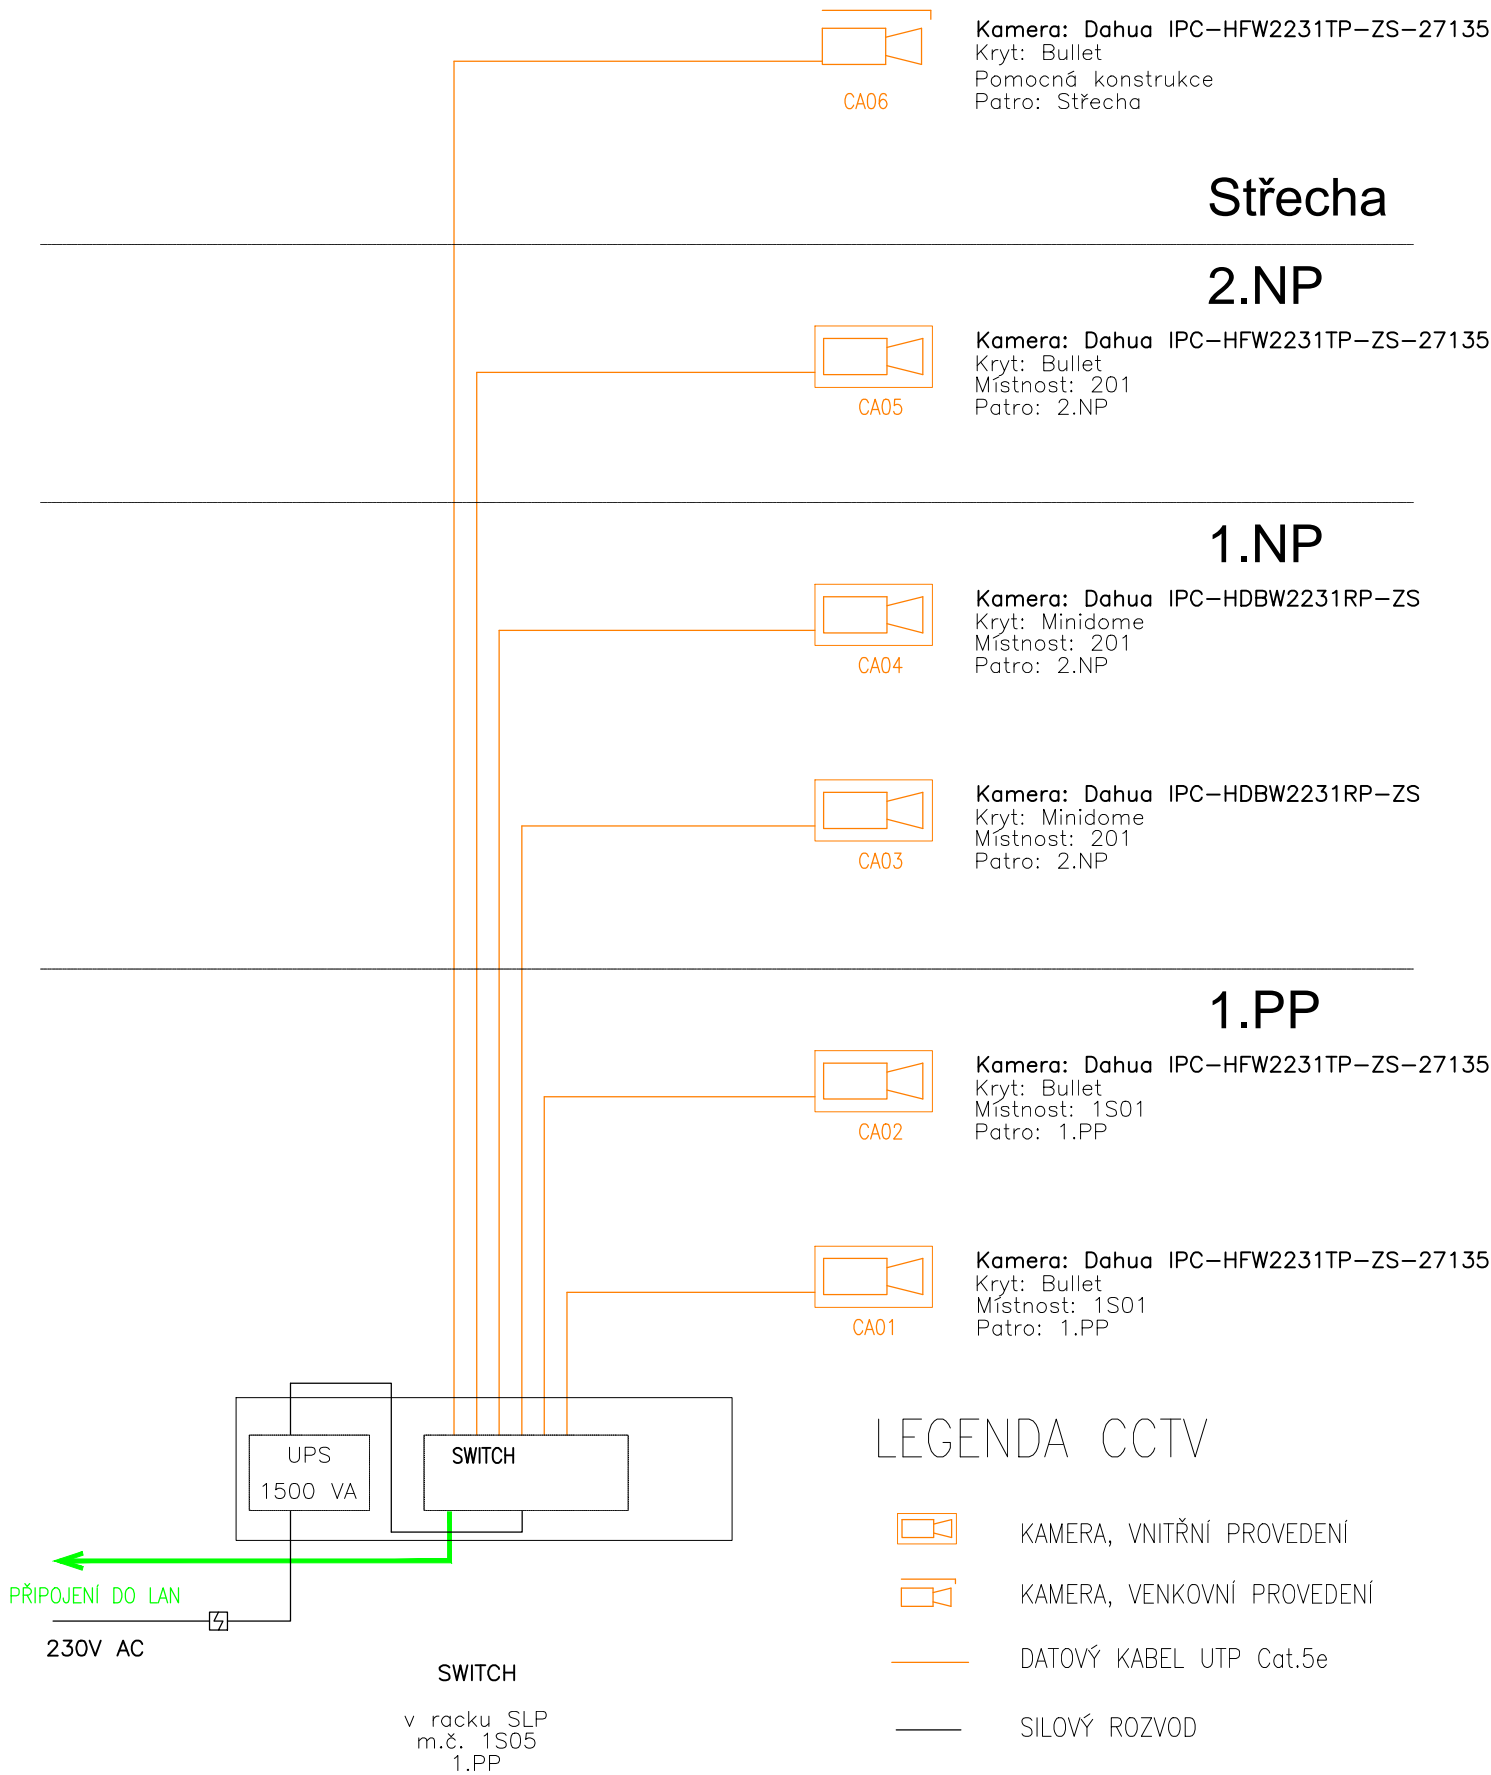 Kamera: Dahua IPC-HFW2231TP-ZS-27135
Kryt: Bullet
Pomocná konstrukce
Patro: Střecha
CA06
Střecha
2.NP
Kamera: Dahua IPC-HFW2231TP-ZS-27135
Kryt: Bullet
Místnost: 201
Patro: 2.NP
CA05
1.NP
Kamera: Dahua IPC-HDBW2231RP-ZS
Kryt: Minidome
Místnost: 201
Patro: 2.NP
CA04
Kamera: Dahua IPC-HDBW2231RP-ZS
Kryt: Minidome
Místnost: 201
Patro: 2.NP
CA03
1.PP
Kamera: Dahua IPC-HFW2231TP-ZS-27135
Kryt: Bullet
Místnost: 1S01
Patro: 1.PP
CA02
Kamera: Dahua IPC-HFW2231TP-ZS-27135
Kryt: Bullet
Místnost: 1S01
Patro: 1.PP
CA01
UPS
1500 VA
SWITCH
PŘIPOJENÍ DO LAN
230V AC
SWITCH
v racku SLP
m.č. 1S05
1.PP
LEGENDA CCTV
KAMERA, VNITŘNÍ PROVEDENÍ
KAMERA, VENKOVNÍ PROVEDENÍ
DATOVÝ KABEL UTP Cat.5e
SILOVÝ ROZVOD